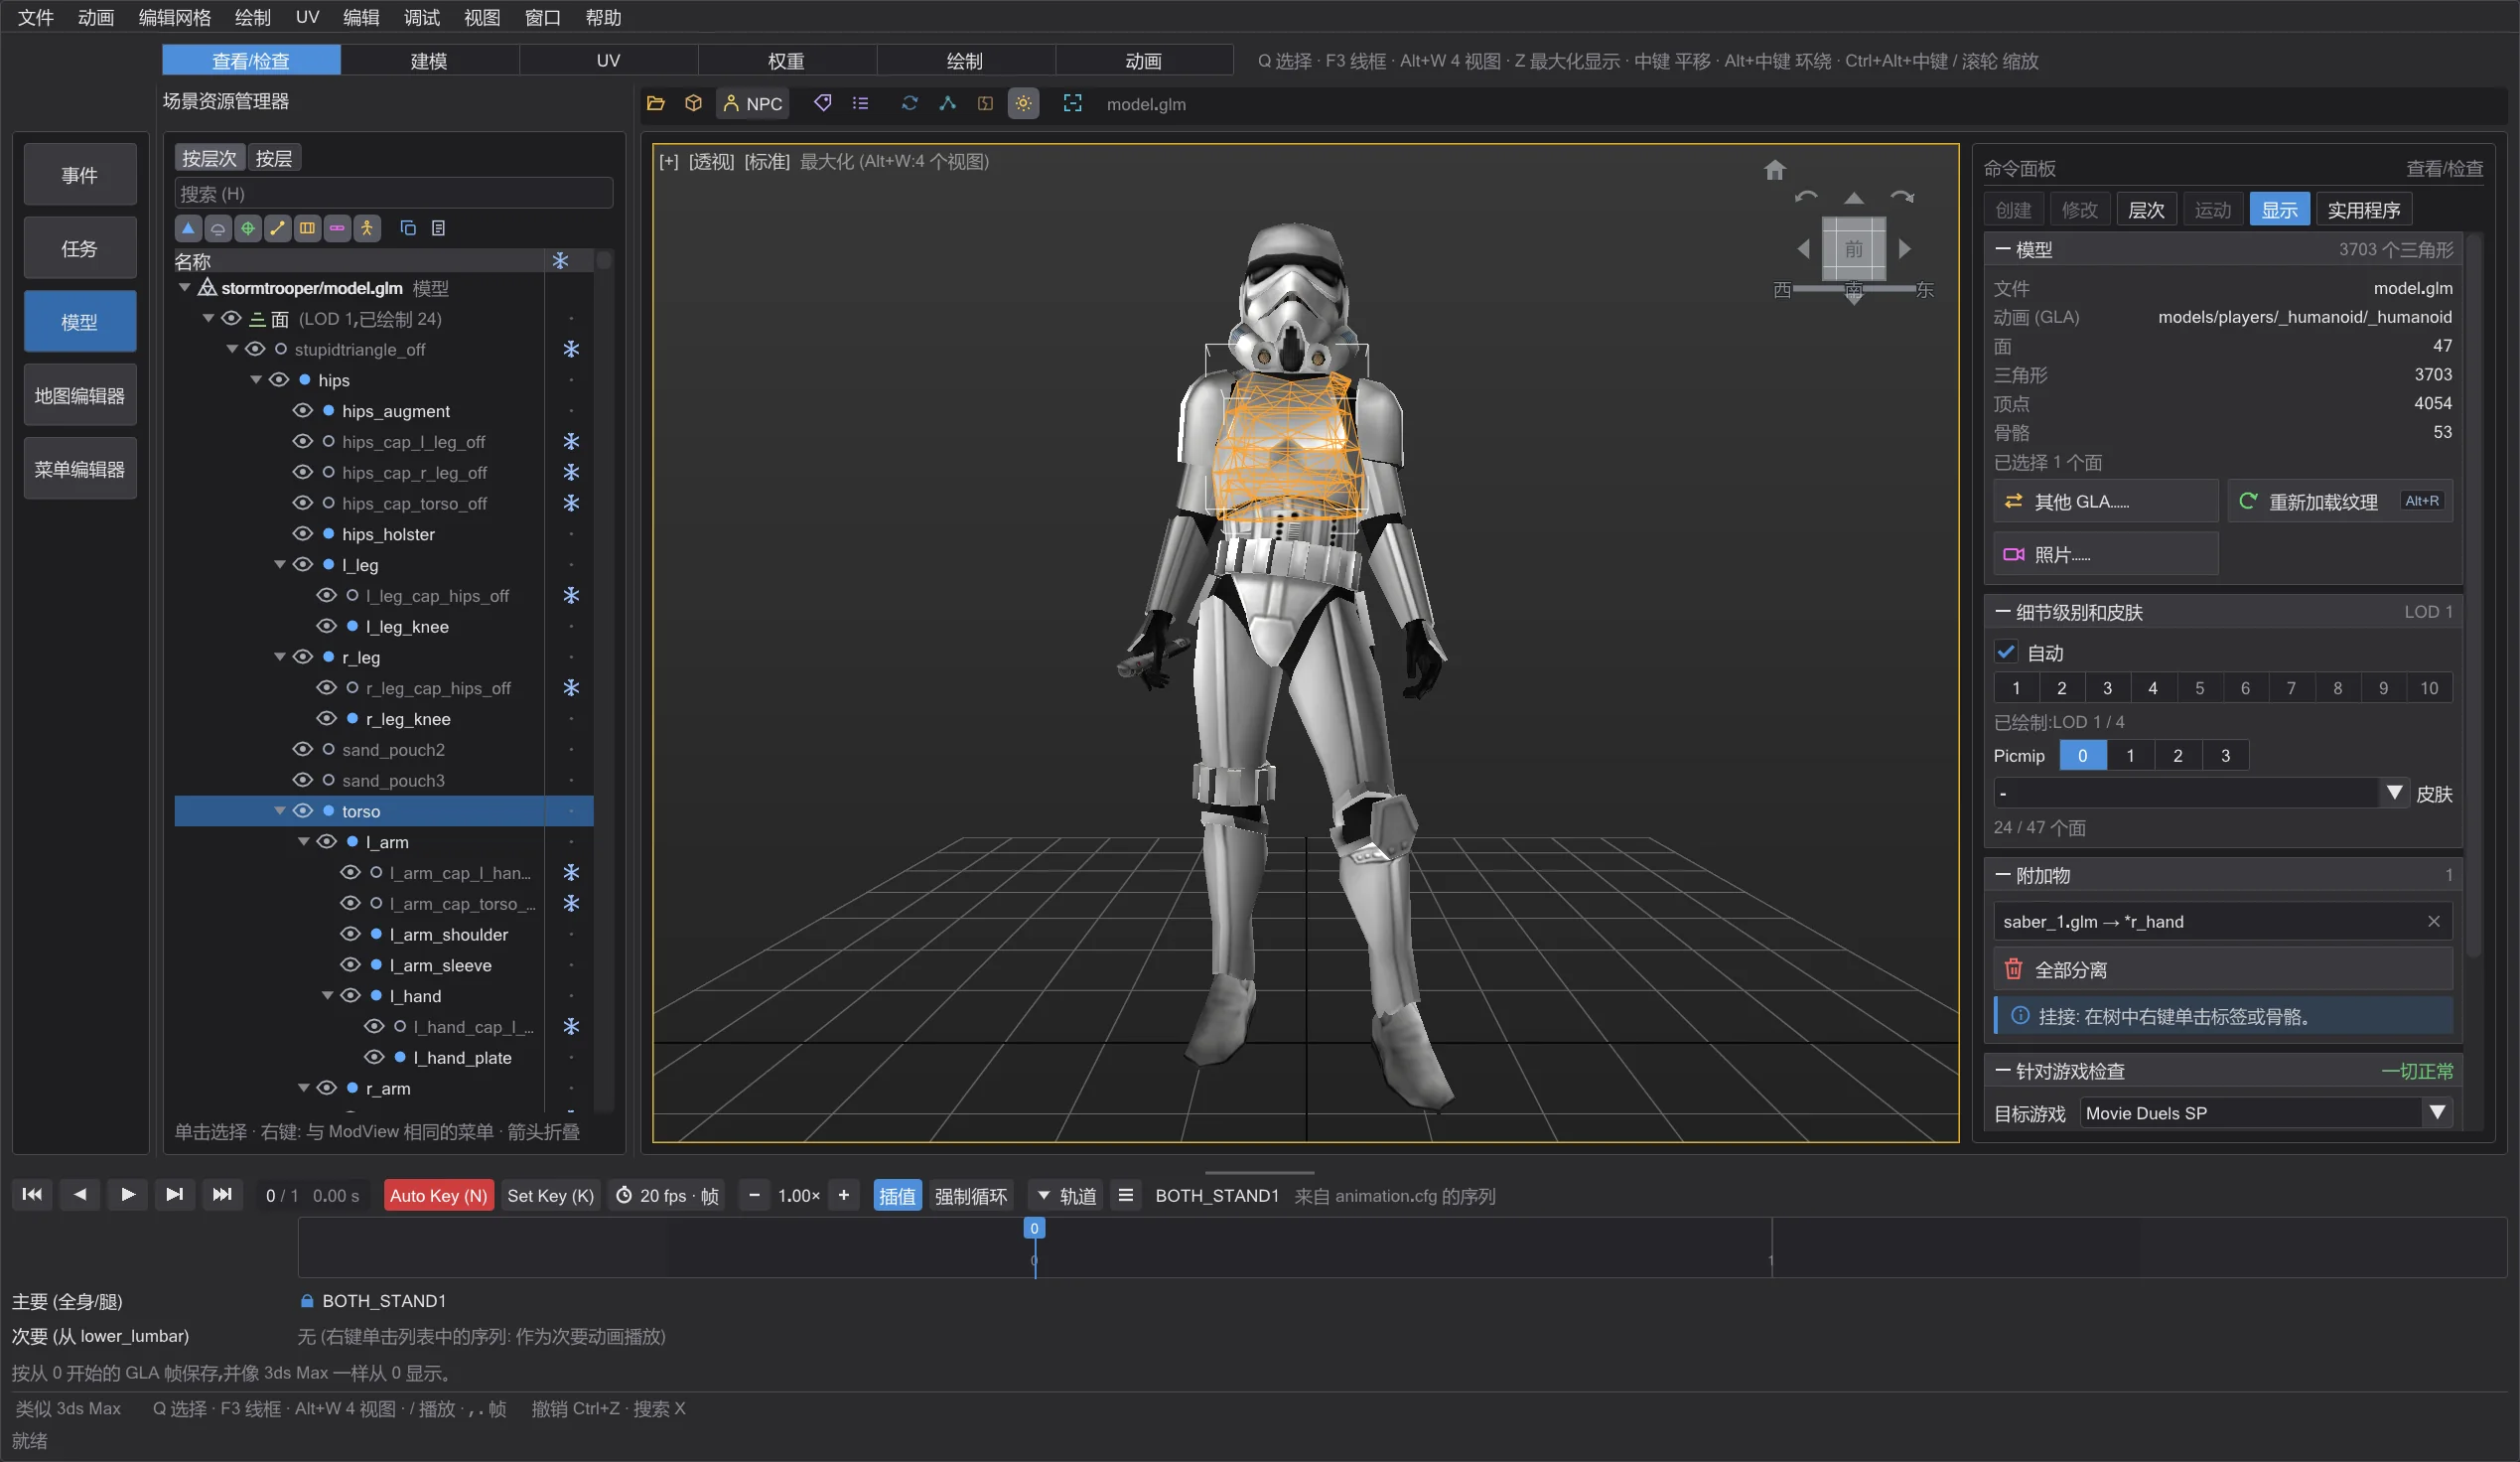 文件 动画 编辑网格 绘制 UV 编辑 调试 视图 窗口 帮助
查看/检查 建模 UV 权重 绘制 动画 Q 选择 · F3 线框 · Alt+W 4 视图 · Z 最大化显示 · 中键 平移 · Alt+中键 环绕 · Ctrl+Alt+中键 / 滚轮 缩放
场景资源管理器
NPC model.glm
事件
任务
模型
地图编辑器
菜单编辑器
按层次 按层
搜索 (H)
名称
stormtrooper/model.glm 模型
面 (LOD 1,已绘制 24)
stupidtriangle_off
hips
hips_augment
hips_cap_l_leg_off
hips_cap_r_leg_off
hips_cap_torso_off
hips_holster
l_leg
l_leg_cap_hips_off
l_leg_knee
r_leg
r_leg_cap_hips_off
r_leg_knee
sand_pouch2
sand_pouch3
torso
l_arm
l_arm_cap_l_han...
l_arm_cap_torso_...
l_arm_shoulder
l_arm_sleeve
l_hand
l_hand_cap_l_...
l_hand_plate
r_arm
单击选择 · 右键: 与 ModView 相同的菜单 · 箭头折叠
[+] [透视] [标准] 最大化 (Alt+W:4 个视图)
前
西 南 东
命令面板 查看/检查
创建 修改 层次 运动 显示 实用程序
模型 3703 个三角形
文件 model.glm
动画 (GLA) models/players/_humanoid/_humanoid
面 47
三角形 3703
顶点 4054
骨骼 53
已选择 1 个面
其他 GLA...... 重新加载纹理 Alt+R
照片......
细节级别和皮肤 LOD 1
自动
1 2 3 4 5 6 7 8 9 10
已绘制:LOD 1 / 4
Picmip 0 1 2 3
- 皮肤
24 / 47 个面
附加物 1
saber_1.glm → *r_hand
全部分离
挂接: 在树中右键单击标签或骨骼。
针对游戏检查 一切正常
目标游戏 Movie Duels SP
0 / 1 0.00 s Auto Key (N) Set Key (K) 20 fps · 帧 − 1.00× + 插值 强制循环 轨道 BOTH_STAND1 来自 animation.cfg 的序列
0
0 1
主要 (全身/腿) BOTH_STAND1
次要 (从 lower_lumbar) 无 (右键单击列表中的序列: 作为次要动画播放)
按从 0 开始的 GLA 帧保存,并像 3ds Max 一样从 0 显示。
类似 3ds Max Q 选择 · F3 线框 · Alt+W 4 视图 · / 播放 · , . 帧 撤销 Ctrl+Z · 搜索 X
就绪